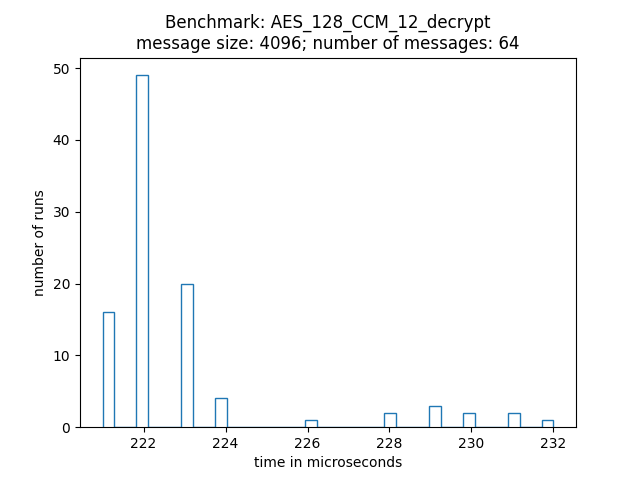 Benchmark: AES_128_CCM_12_decrypt
message size: 4096; number of messages: 64
50
40
30
20
10
0
number of runs
222 224 226 228 230 232
time in microseconds